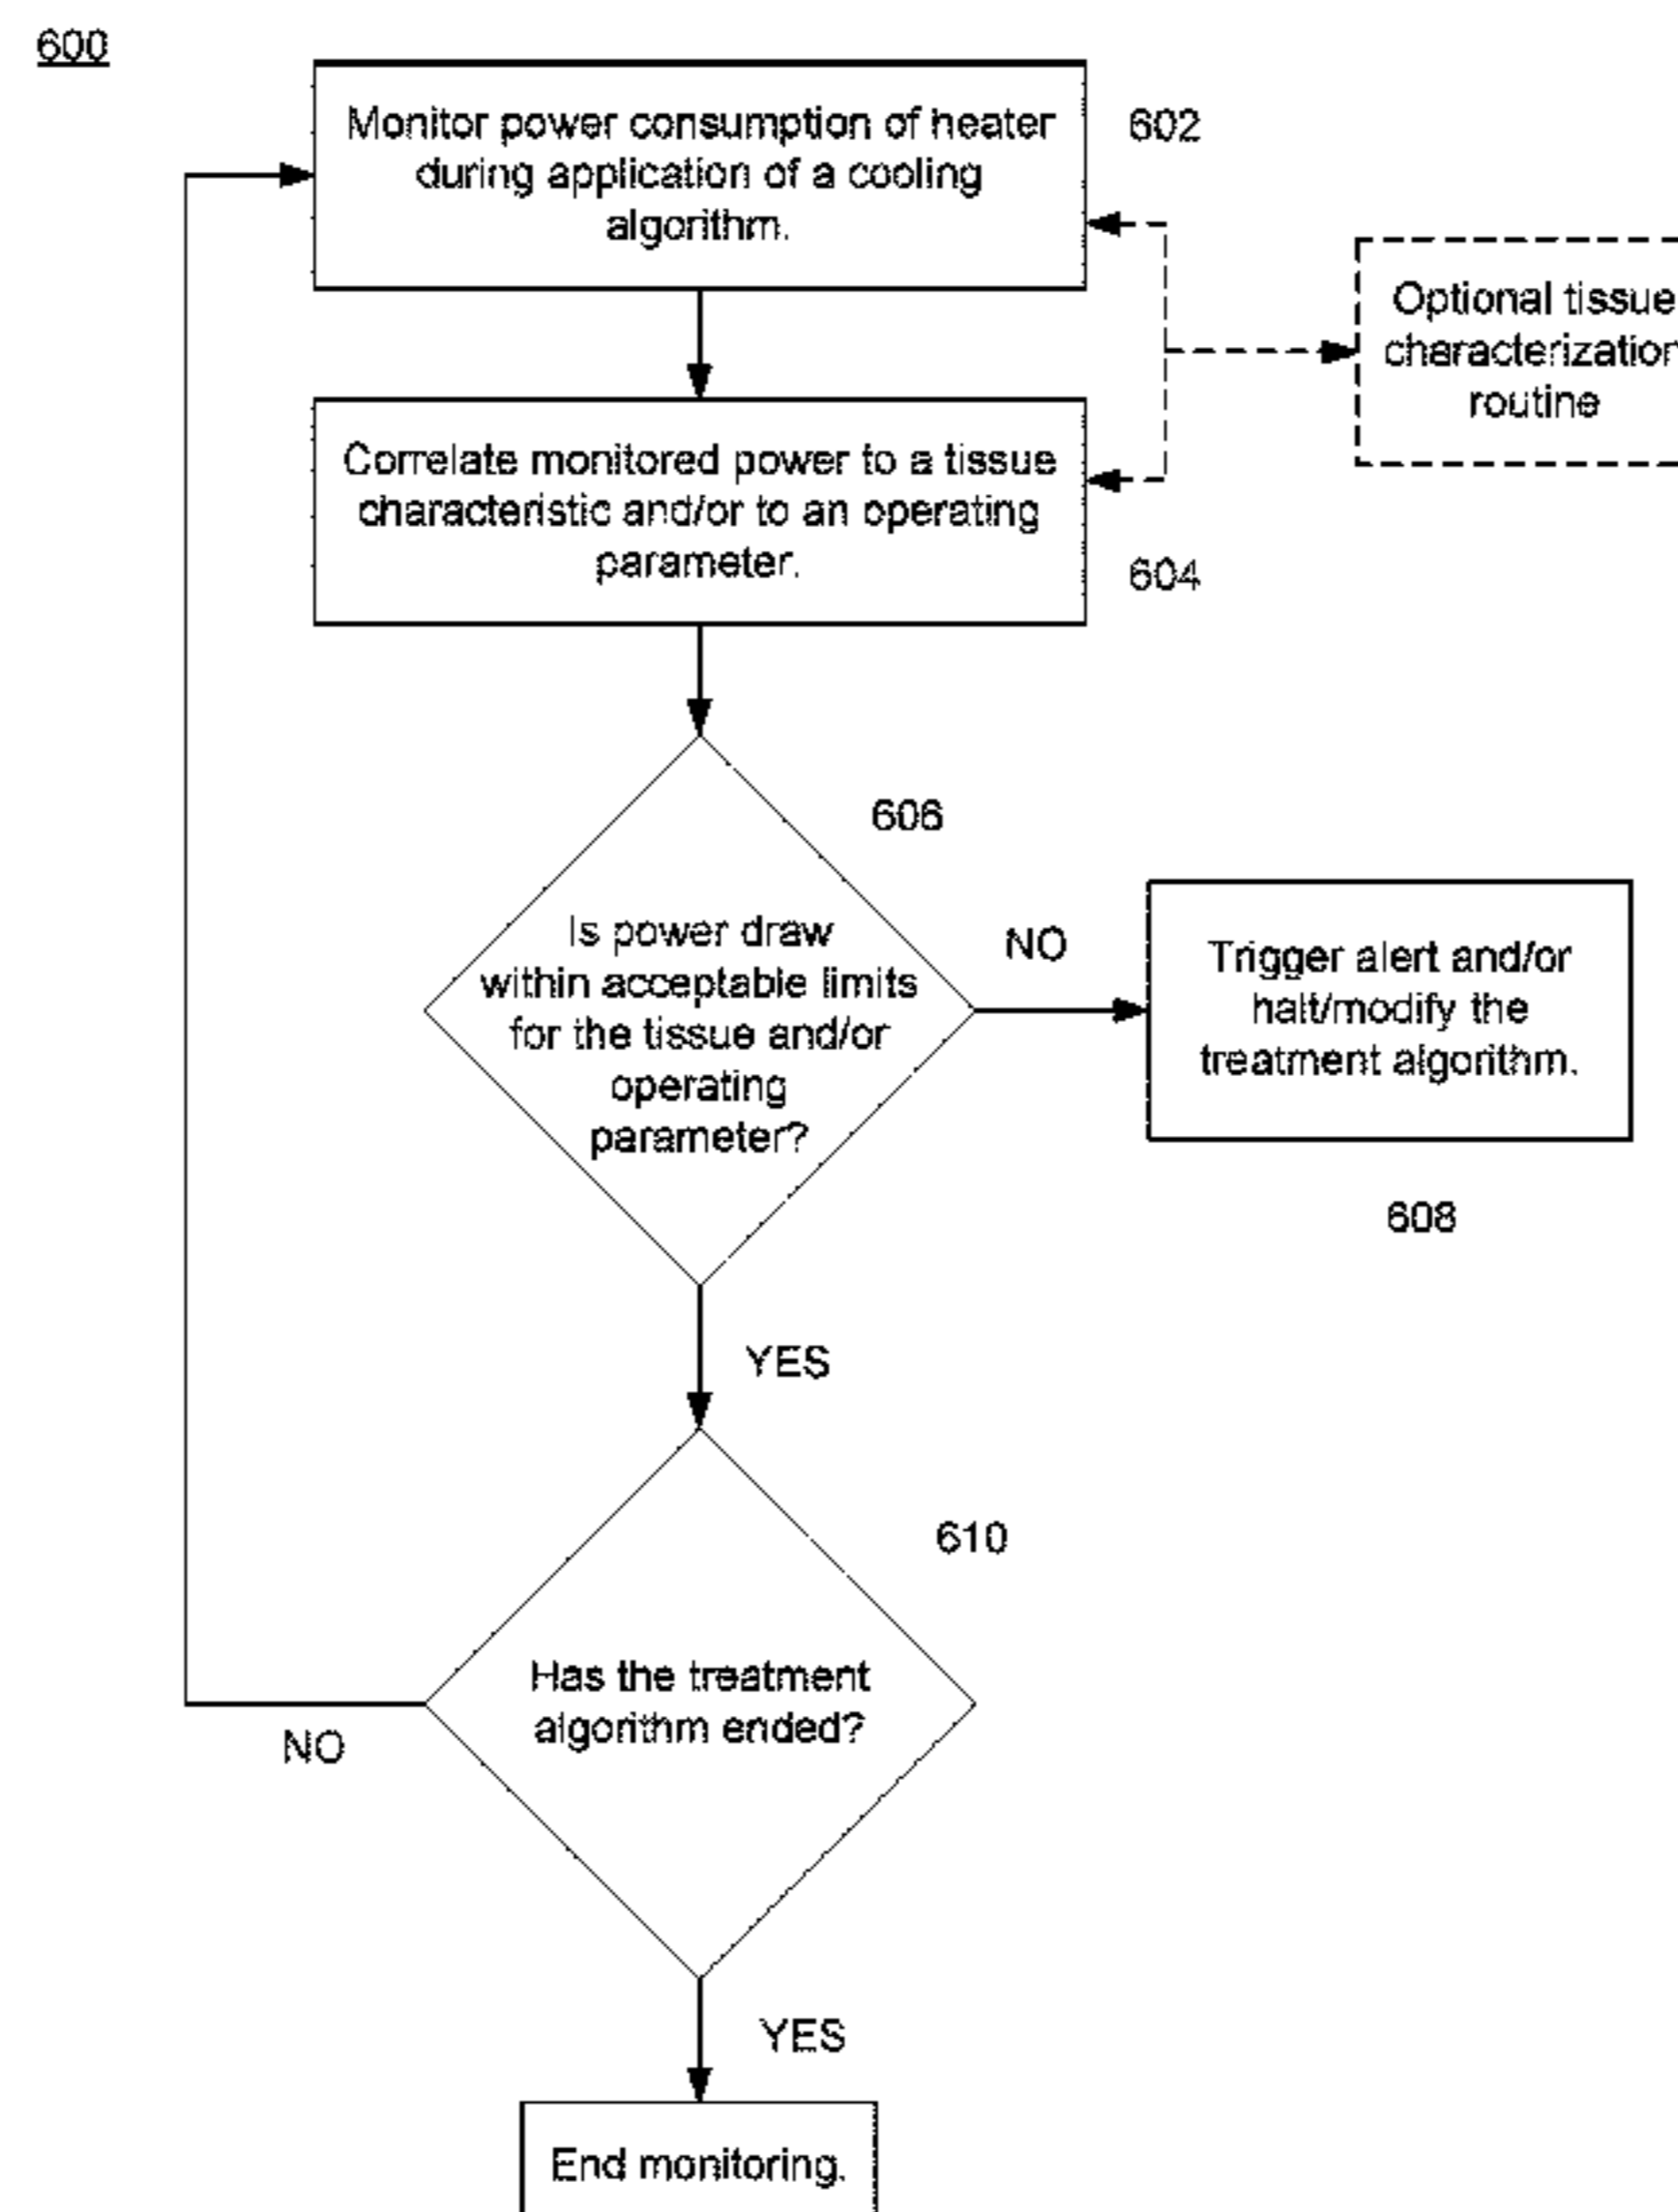 600
Monitor power consumption of heater
during application of a cooling
algorithm.
602
Optional tissue
characterization
routine
Correlate monitored power to a tissue
characteristic and/or to an operating
parameter.
604
606
Is power draw
within acceptable limits
for the tissue and/or
operating
parameter?
NO
Trigger alert and/or
halt/modify the
treatment algorithm.
608
YES
610
Has the treatment
algorithm ended?
NO
YES
End monitoring.